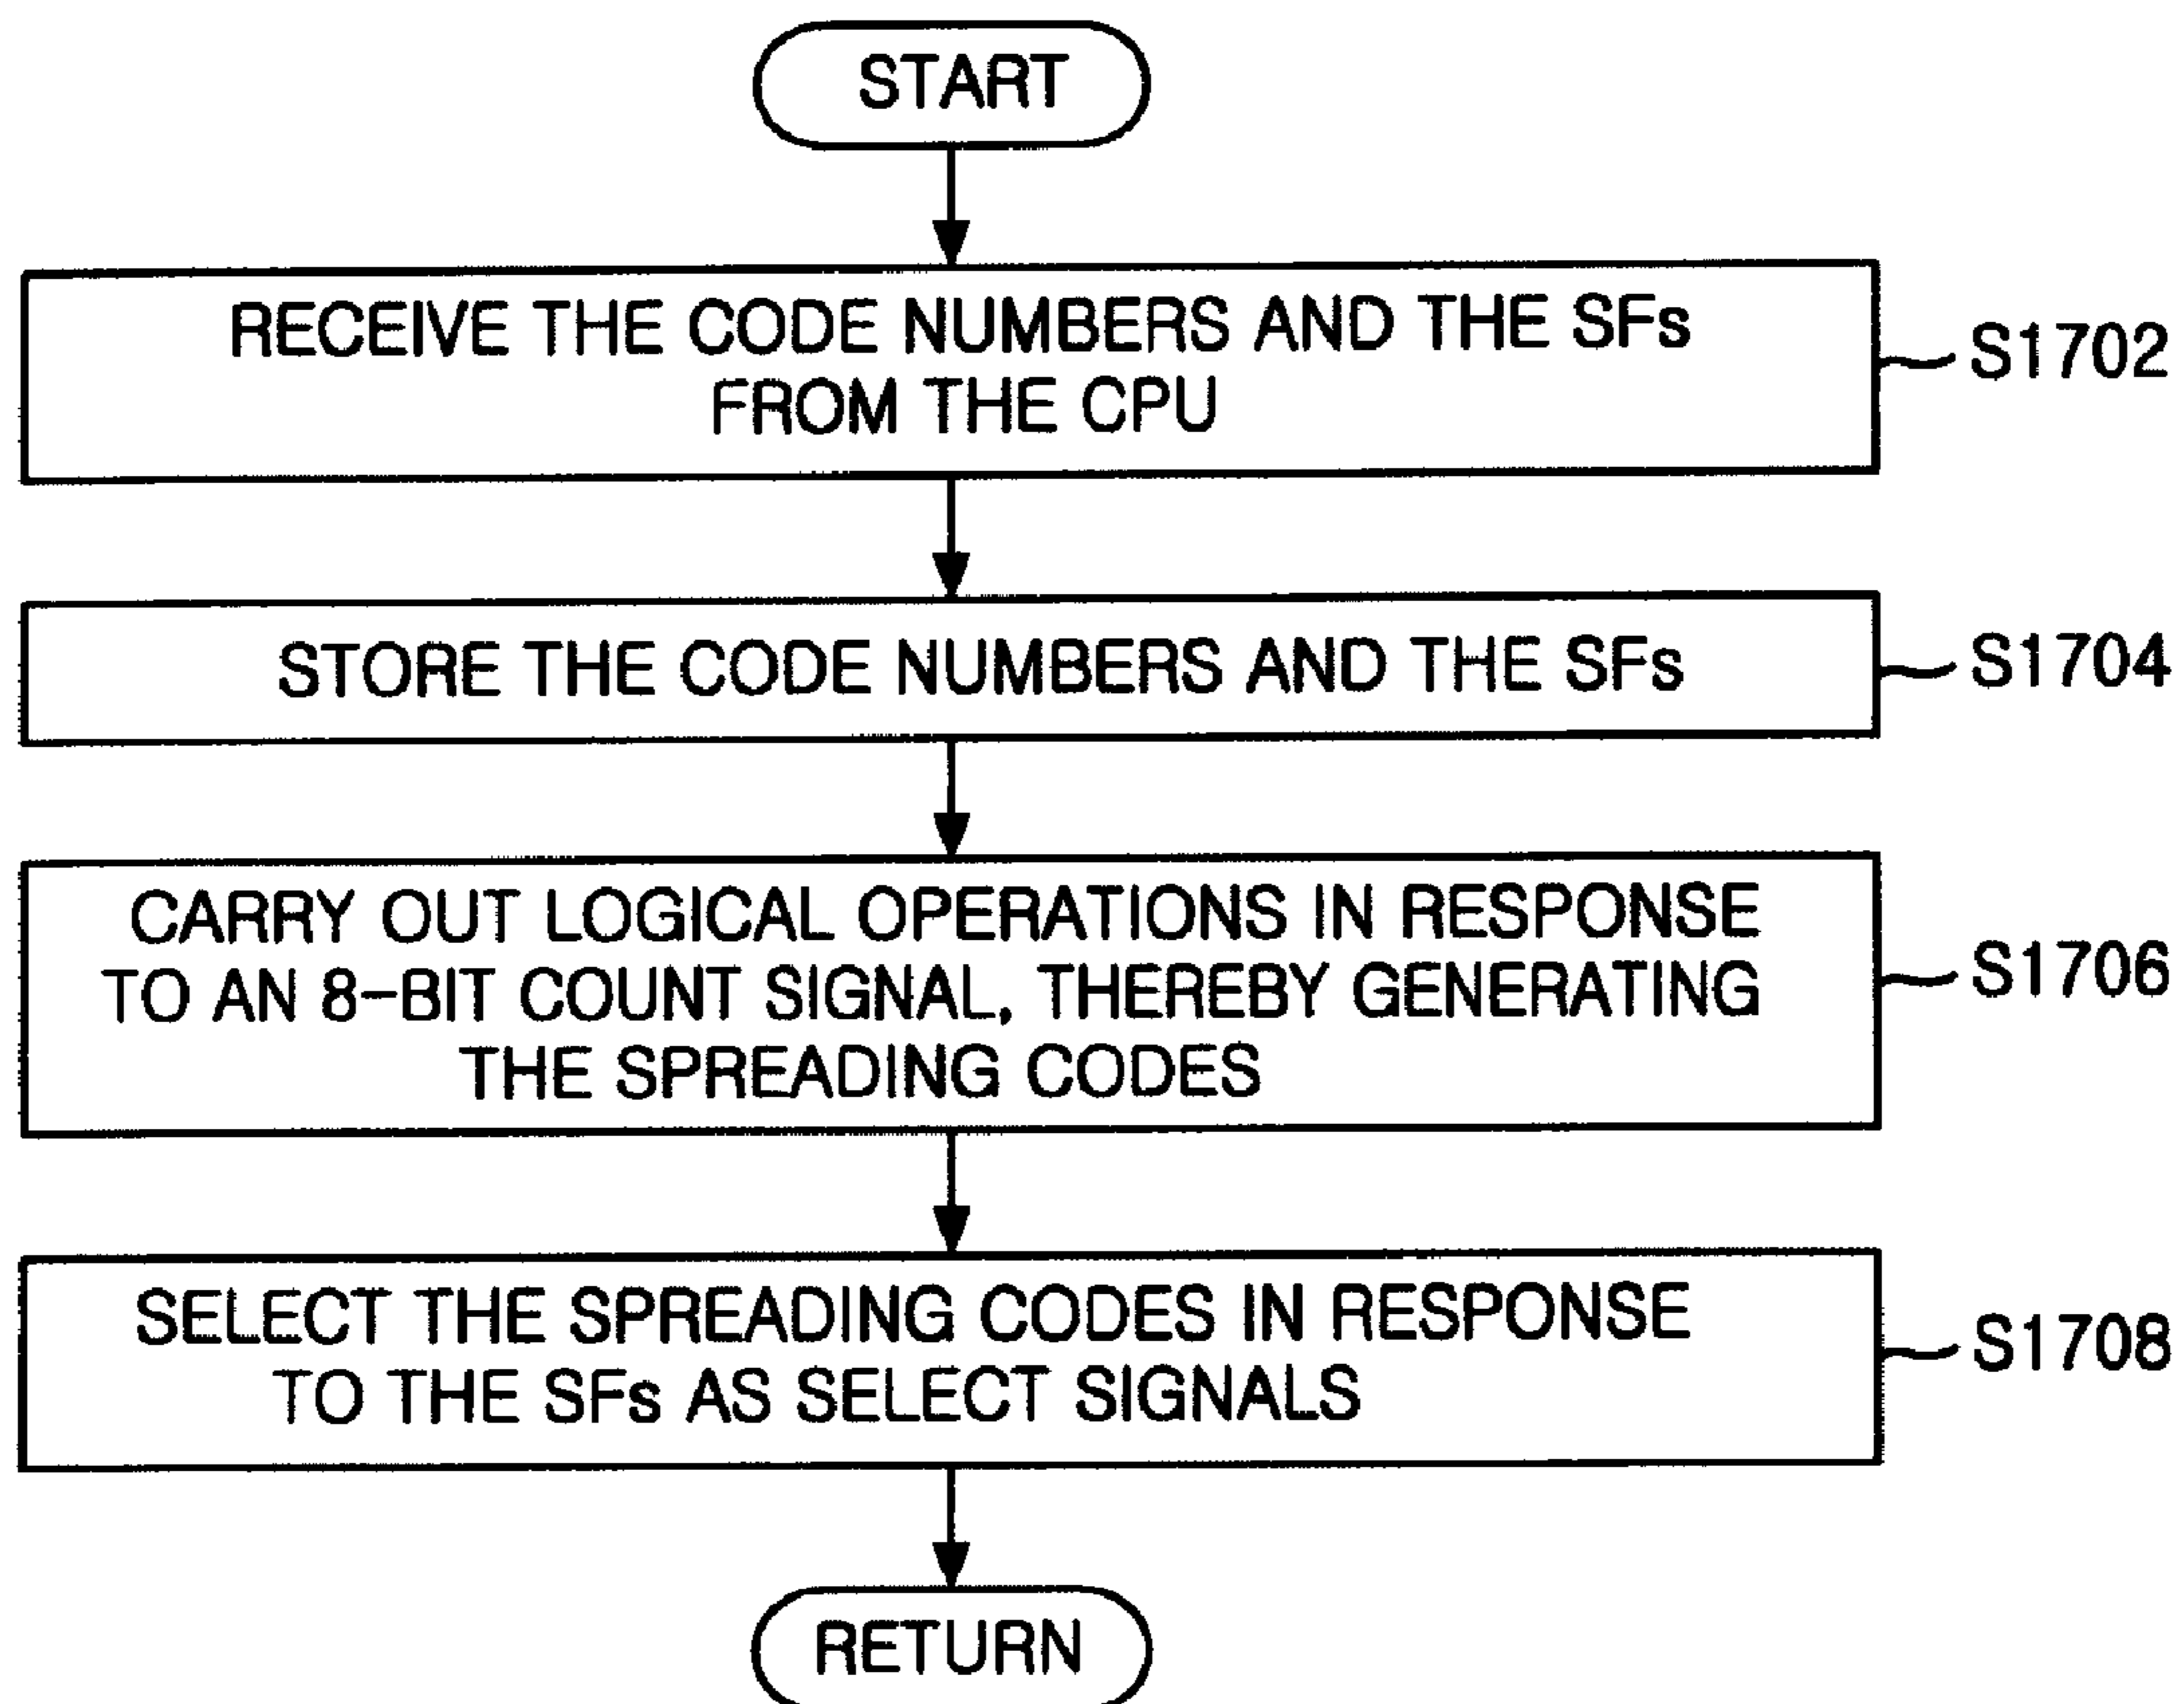 START
RECEIVE THE CODE NUMBERS AND THE SFs
FROM THE CPU
S1702
STORE THE CODE NUMBERS AND THE SFs
S1704
CARRY OUT LOGICAL OPERATIONS IN RESPONSE
TO AN 8-BIT COUNT SIGNAL, THEREBY GENERATING
THE SPREADING CODES
S1706
SELECT THE SPREADING CODES IN RESPONSE
TO THE SFs AS SELECT SIGNALS
S1708
RETURN